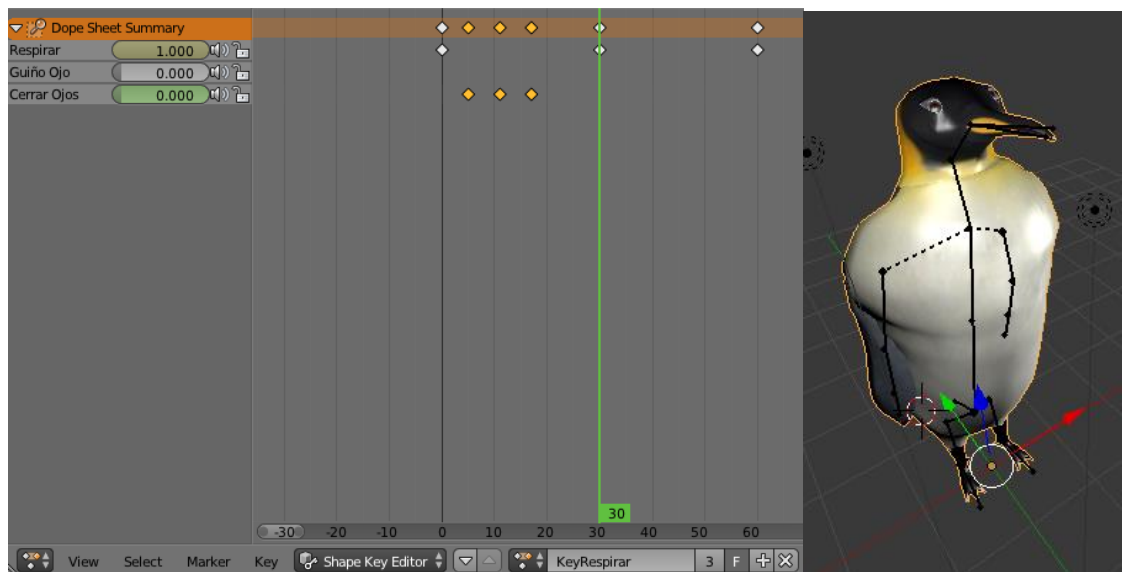 Dope Sheet Summary
Respirar 1.000
Guiño Ojo 0.000
Cerrar Ojos 0.000
30
-30 -20 -10 0 10 20 30 40 50 60
View Select Marker Key Shape Key Editor KeyRespirar 3 F